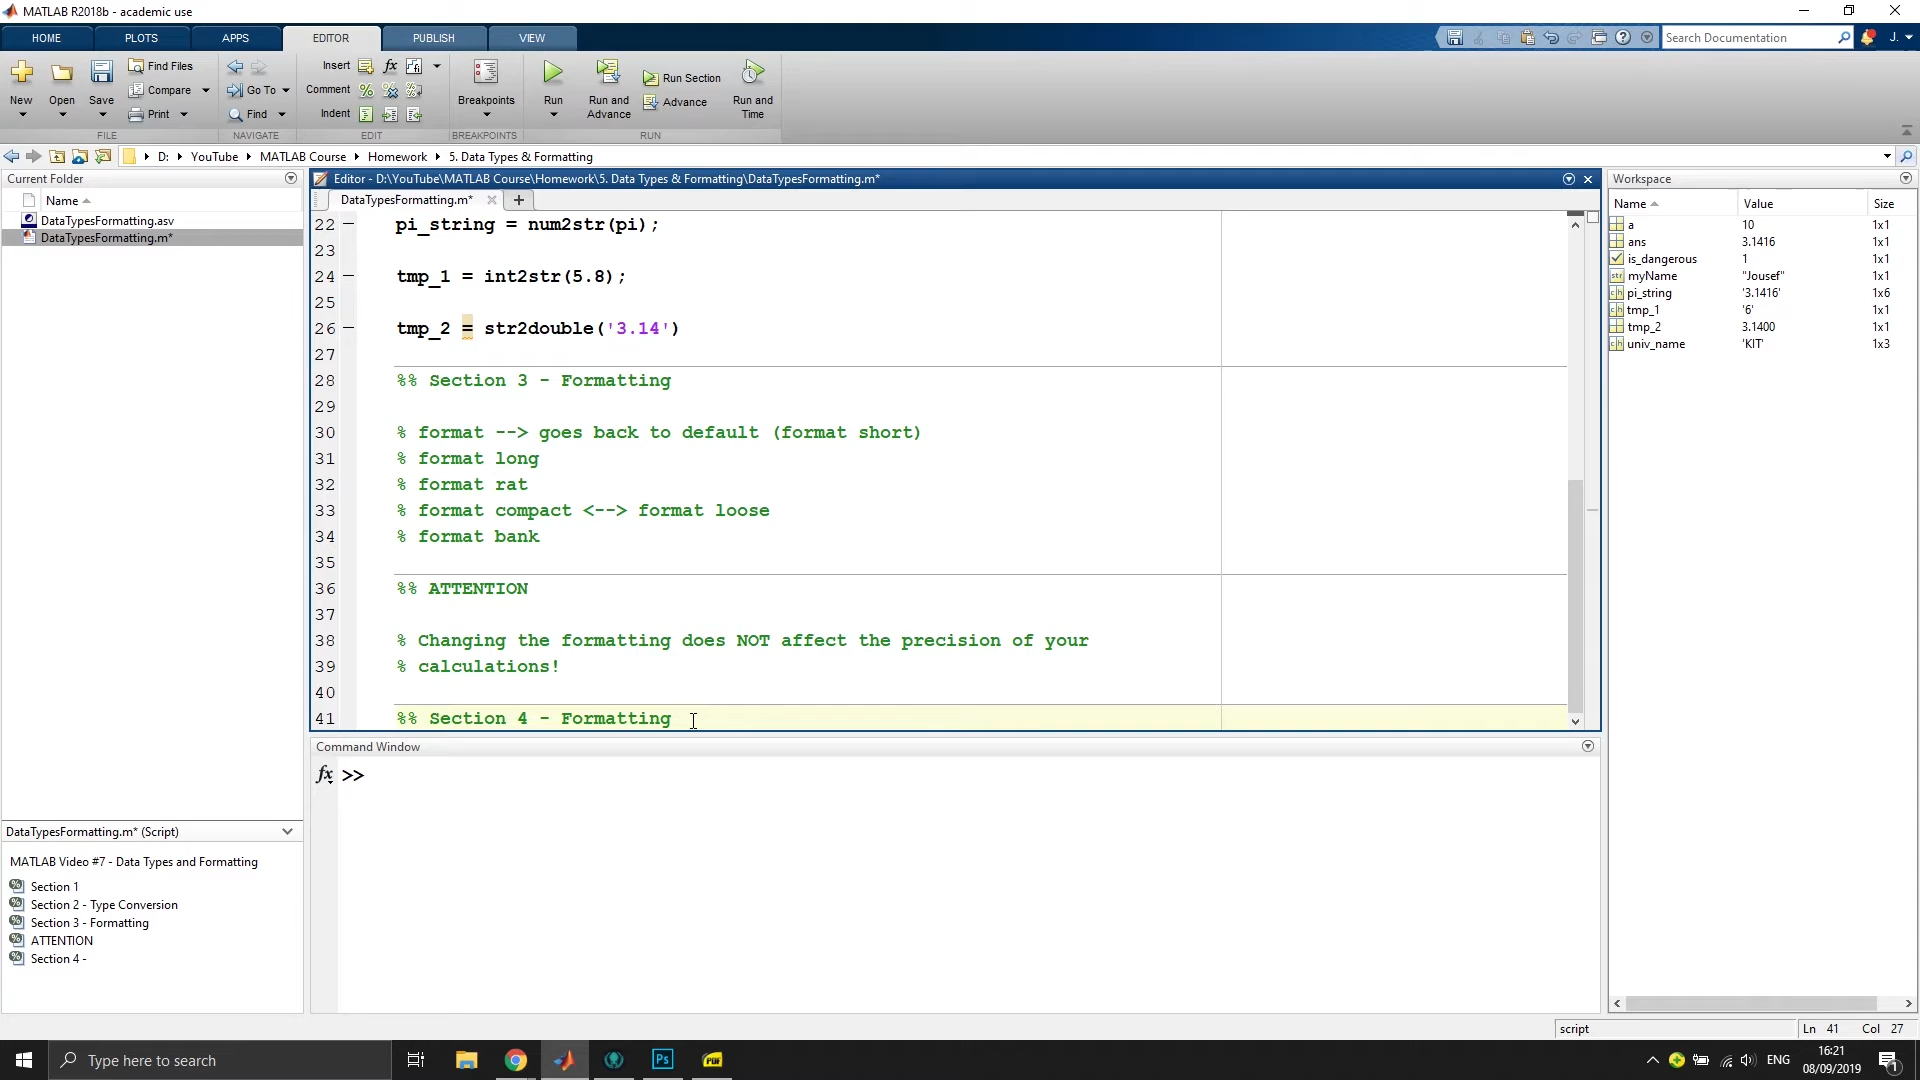 MATLAB R2018b - academic use
HOME PLOTS APPS EDITOR PUBLISH VIEW
Search Documentation
J.
New Open Save
Find Files
Compare
Print
FILE
Go To
Find
NAVIGATE
Insert fx
Comment
Indent
EDIT
Breakpoints
BREAKPOINTS
Run
Run and Advance
Run Section
Advance
Run and Time
RUN
D: YouTube MATLAB Course Homework 5. Data Types & Formatting
Current Folder
Name
DataTypesFormatting.asv
DataTypesFormatting.m*
Editor - D:\YouTube\MATLAB Course\Homework\5. Data Types & Formatting\DataTypesFormatting.m*
DataTypesFormatting.m*
22 pi_string = num2str(pi);
23
24 tmp_1 = int2str(5.8);
25
26 tmp_2 = str2double('3.14')
27
28 %% Section 3 - Formatting
29
30 % format --> goes back to default (format short)
31 % format long
32 % format rat
33 % format compact <--> format loose
34 % format bank
35
36 %% ATTENTION
37
38 % Changing the formatting does NOT affect the precision of your
39 % calculations!
40
41 %% Section 4 - Formatting
Command Window
fx >>
Workspace
Name Value Size
a 10 1x1
ans 3.1416 1x1
is_dangerous 1 1x1
myName "Jousef" 1x1
pi_string '3.1416' 1x6
tmp_1 '6' 1x1
tmp_2 3.1400 1x1
univ_name 'KIT' 1x3
DataTypesFormatting.m* (Script)
MATLAB Video #7 - Data Types and Formatting
Section 1
Section 2 - Type Conversion
Section 3 - Formatting
ATTENTION
Section 4 -
script Ln 41 Col 27
Type here to search
Ps
PDF
ENG
16:21
08/09/2019
1